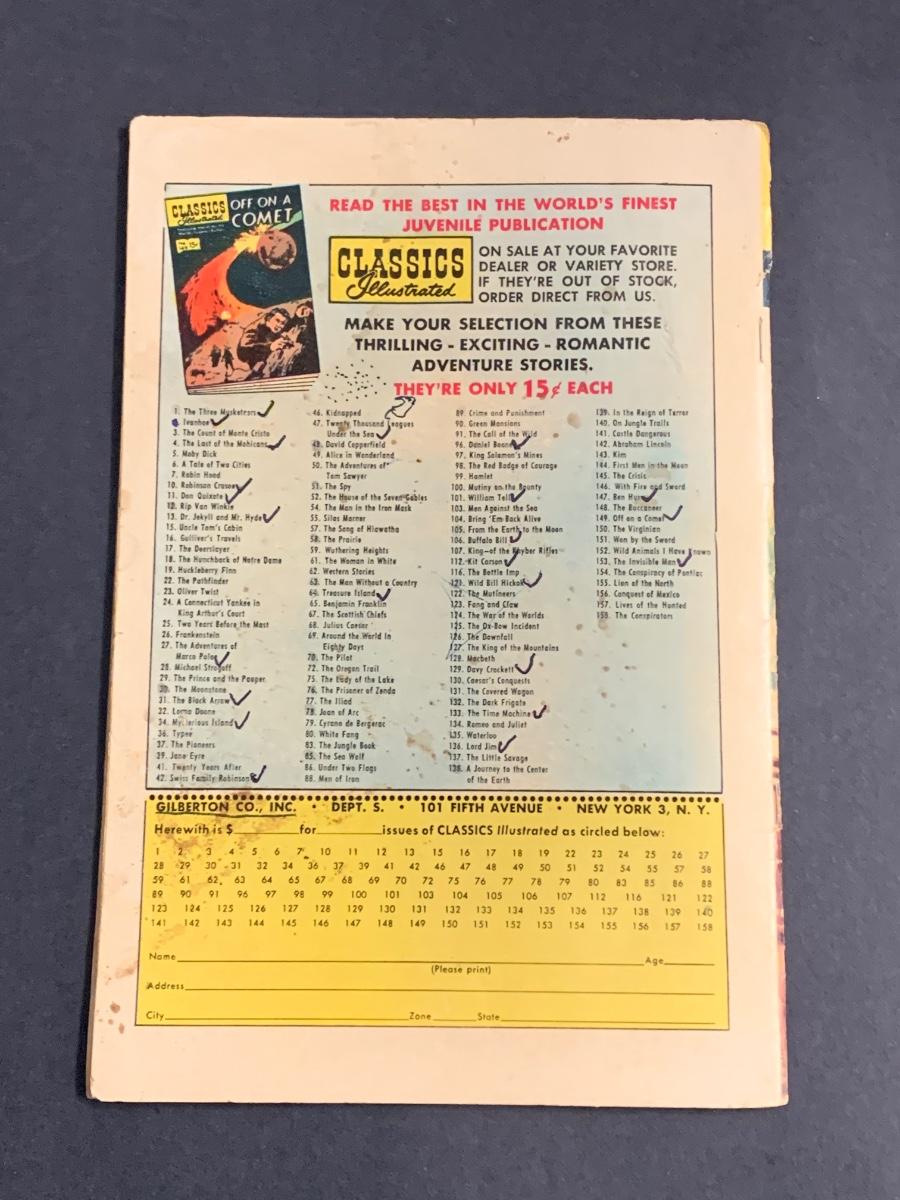 CLASSICS
Illustrated
15¢
OFF ON A
COMET
READ THE BEST IN THE WORLD'S FINEST
JUVENILE PUBLICATION
CLASSICS
Illustrated
ON SALE AT YOUR FAVORITE
DEALER OR VARIETY STORE.
IF THEY'RE OUT OF STOCK,
ORDER DIRECT FROM US.
MAKE YOUR SELECTION FROM THESE
THRILLING - EXCITING - ROMANTIC
ADVENTURE STORIES.
THEY'RE ONLY 15¢ EACH
1. The Three Musketeers
Ivanhoe
3. The Count of Monte Cristo
4. The Last of the Mohicans
5. Moby Dick
6. A Tale of Two Cities
7. Robin Hood
10. Robinson Crusoe
11. Don Quixote
12. Rip Van Winkle
13. Dr. Jekyll and Mr. Hyde
15. Uncle Tom's Cabin
16. Gulliver's Travels
17. The Deerslayer
18. The Hunchback of Notre Dame
19. Huckleberry Finn
22. The Pathfinder
23. Oliver Twist
24. A Connecticut Yankee in
King Arthur's Court
25. Two Years Before the Mast
26. Frankenstein
27. The Adventures of
Marco Polo
28. Michael Strogoff
29. The Prince and the Pauper
30. The Moonstone
31. The Black Arrow
32. Lorna Doone
34. Mysterious Island
36. Typee
37. The Pioneers
39. Jane Eyre
41. Twenty Years After
42. Swiss Family Robinson
46. Kidnapped
47. Twenty Thousand Leagues
Under the Sea
48. David Copperfield
49. Alice in Wonderland
50. The Adventures of
Tom Sawyer
51. The Spy
52. The House of the Seven Gables
54. The Man in the Iron Mask
55. Silas Marner
57. The Song of Hiawatha
58. The Prairie
59. Wuthering Heights
61. The Woman in White
62. Western Stories
63. The Man Without a Country
64. Treasure Island
65. Benjamin Franklin
67. The Scottish Chiefs
68. Julius Caesar
69. Around the World In
Eighty Days
70. The Pilot
72. The Oregon Trail
75. The Lady of the Lake
76. The Prisoner of Zenda
77. The Iliad
78. Joan of Arc
79. Cyrano de Bergerac
80. White Fang
83. The Jungle Book
85. The Sea Wolf
86. Under Two Flags
88. Men of Iron
89. Crime and Punishment
90. Green Mansions
91. The Call of the Wild
96. Daniel Boone
97. King Solomon's Mines
98. The Red Badge of Courage
99. Hamlet
100. Mutiny on the Bounty
101. William Tell
103. Men Against the Sea
104. Bring 'Em Back Alive
105. From the Earth to the Moon
106. Buffalo Bill
107. King—of the Khyber Rifles
112. Kit Carson
116. The Bottle Imp
121. Wild Bill Hickok
122. The Mutineers
123. Fang and Claw
124. The War of the Worlds
125. The Ox-Bow Incident
126. The Downfall
127. The King of the Mountains
128. Macbeth
129. Davy Crockett
130. Caesar's Conquests
131. The Covered Wagon
132. The Dark Frigate
133. The Time Machine
134. Romeo and Juliet
135. Waterloo
136. Lord Jim
137. The Little Savage
138. A Journey to the Center
of the Earth
139. In the Reign of Terror
140. On Jungle Trails
141. Castle Dangerous
142. Abraham Lincoln
143. Kim
144. First Men in the Moon
145. The Crisis
146. With Fire and Sword
147. Ben Hur
148. The Buccaneer
149. Off on a Comet
150. The Virginian
151. Won by the Sword
152. Wild Animals I Have Known
153. The Invisible Man
154. The Conspiracy of Pontiac
155. Lion of the North
156. Conquest of Mexico
157. Lives of the Hunted
158. The Conspirators
GILBERTON CO., INC. • DEPT. S. • 101 FIFTH AVENUE • NEW YORK 3, N. Y.
Herewith is $ for issues of CLASSICS Illustrated as circled below:
1 2 3 4 5 6 7 10 11 12 13 15 16 17 18 19 22 23 24 25 26 27
28 29 30 31 32 34 36 37 39 41 42 46 47 48 49 50 51 52 54 55 57 58
59 61 62 63 64 65 67 68 69 70 72 75 76 77 78 79 80 83 85 86 88
89 90 91 96 97 98 99 100 101 103 104 105 106 107 112 116 121 122
123 124 125 126 127 128 129 130 131 132 133 134 135 136 137 138 139 140
141 142 143 144 145 146 147 148 149 150 151 152 153 154 155 156 157 158
Name Age
(Please print)
Address
City Zone State